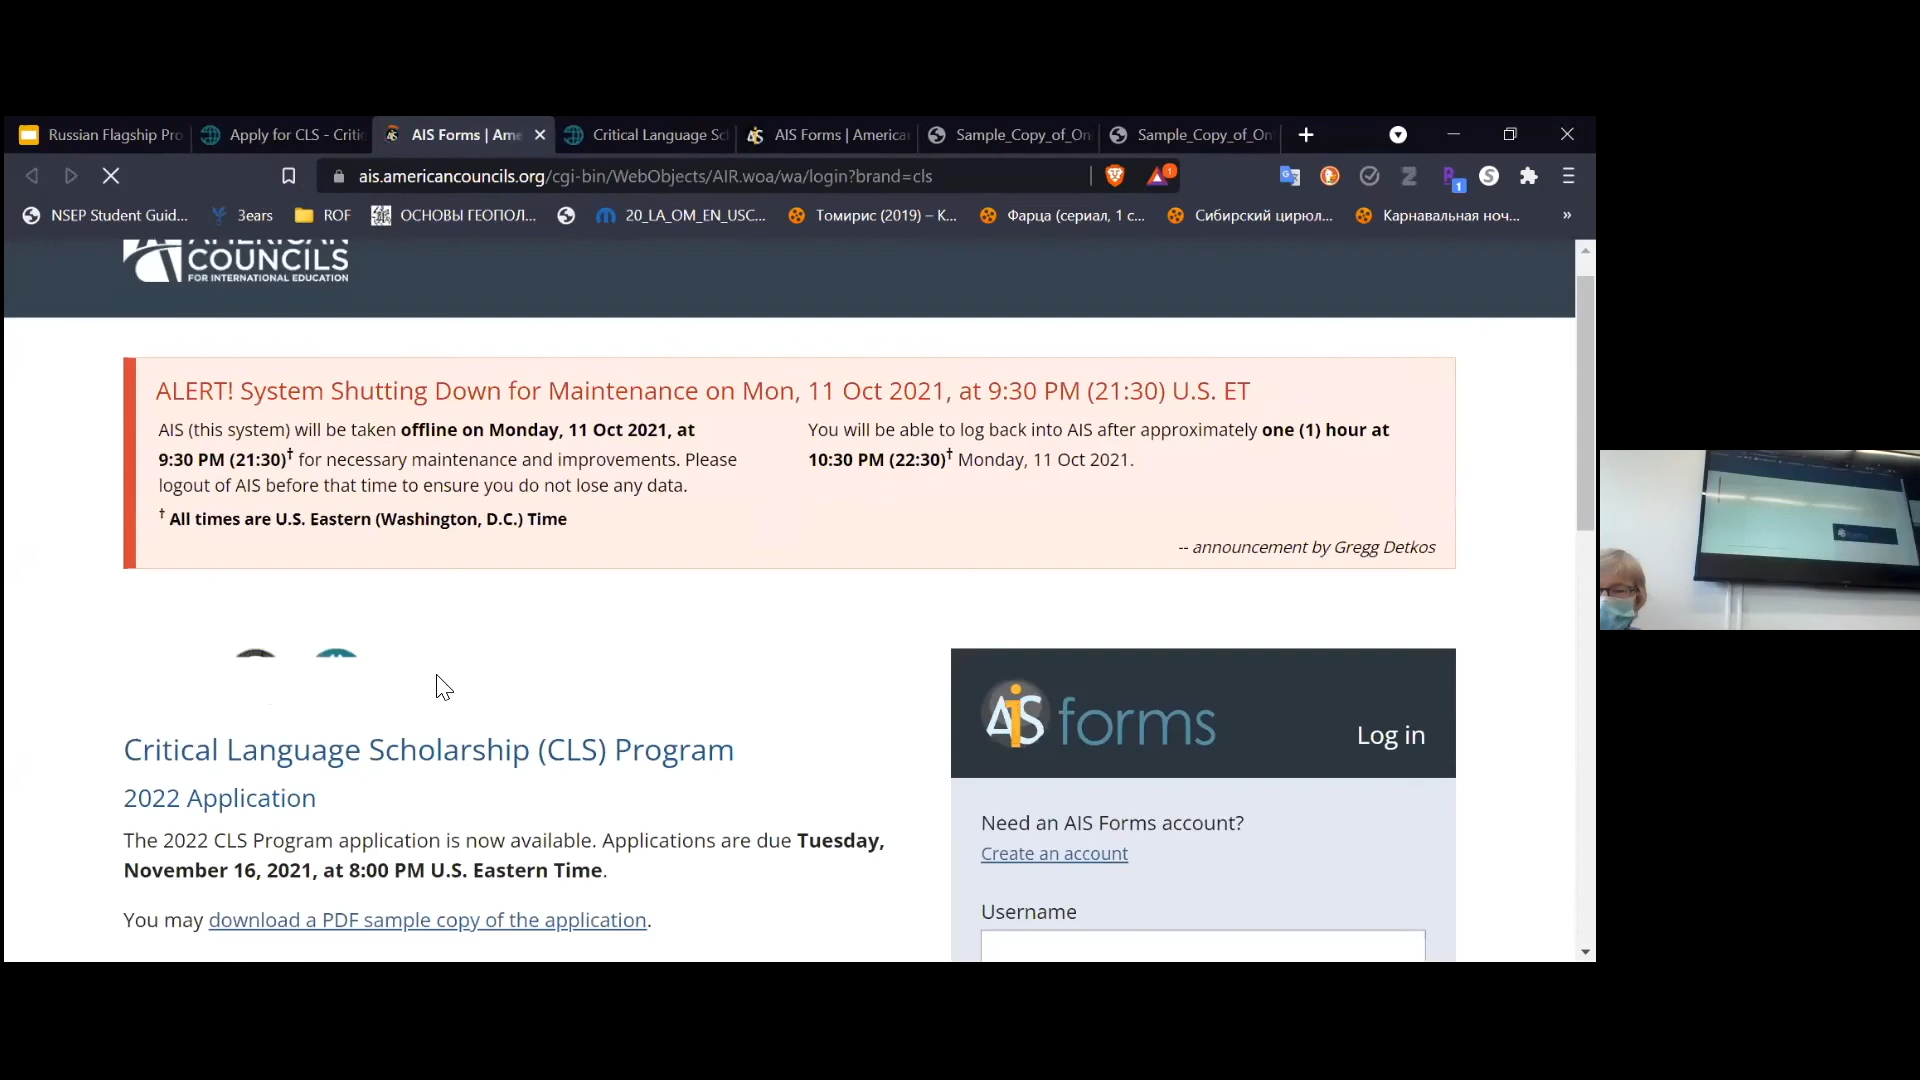 Russian Flagship Pro
Apply for CLS - Critic
AIS Forms | Ame
Critical Language Sc
AIS Forms | America
Sample_Copy_of_On
Sample_Copy_of_On
ais.americancouncils.org/cgi-bin/WebObjects/AIR.woa/wa/login?brand=cls
1
1
NSEP Student Guid...
3ears
ROF
ОСНОВЫ ГЕОПОЛ...
20_LA_OM_EN_USC...
Томирис (2019) – К...
Фарца (сериал, 1 с...
Сибирский цирюл...
Карнавальная ноч...
»
AMERICAN
COUNCILS
FOR INTERNATIONAL EDUCATION
ALERT! System Shutting Down for Maintenance on Mon, 11 Oct 2021, at 9:30 PM (21:30) U.S. ET
AIS (this system) will be taken offline on Monday, 11 Oct 2021, at
9:30 PM (21:30)† for necessary maintenance and improvements. Please
logout of AIS before that time to ensure you do not lose any data.
† All times are U.S. Eastern (Washington, D.C.) Time
You will be able to log back into AIS after approximately one (1) hour at
10:30 PM (22:30)† Monday, 11 Oct 2021.
-- announcement by Gregg Detkos
Critical Language Scholarship (CLS) Program
2022 Application
The 2022 CLS Program application is now available. Applications are due Tuesday,
November 16, 2021, at 8:00 PM U.S. Eastern Time.
You may download a PDF sample copy of the application.
AiS forms
Log in
Need an AIS Forms account?
Create an account
Username